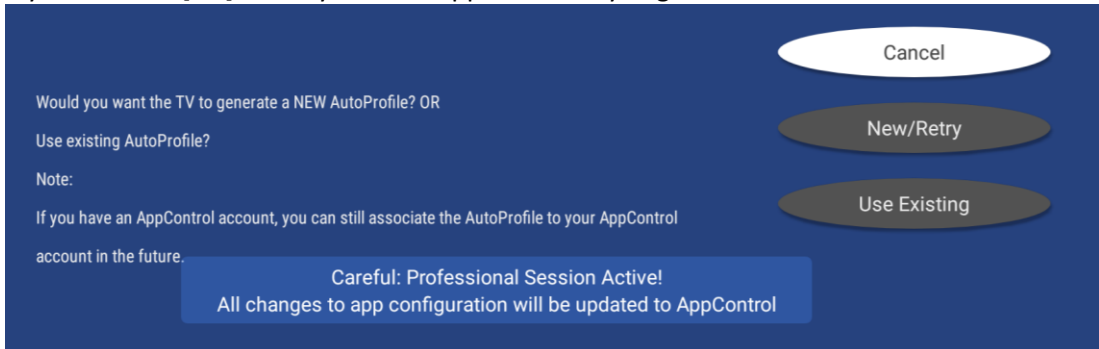 Would you want the TV to generate a NEW AutoProfile? OR
Use existing AutoProfile?
Note:
If you have an AppControl account, you can still associate the AutoProfile to your AppControl
account in the future.
Careful: Professional Session Active!
All changes to app configuration will be updated to AppControl
Cancel
New/Retry
Use Existing